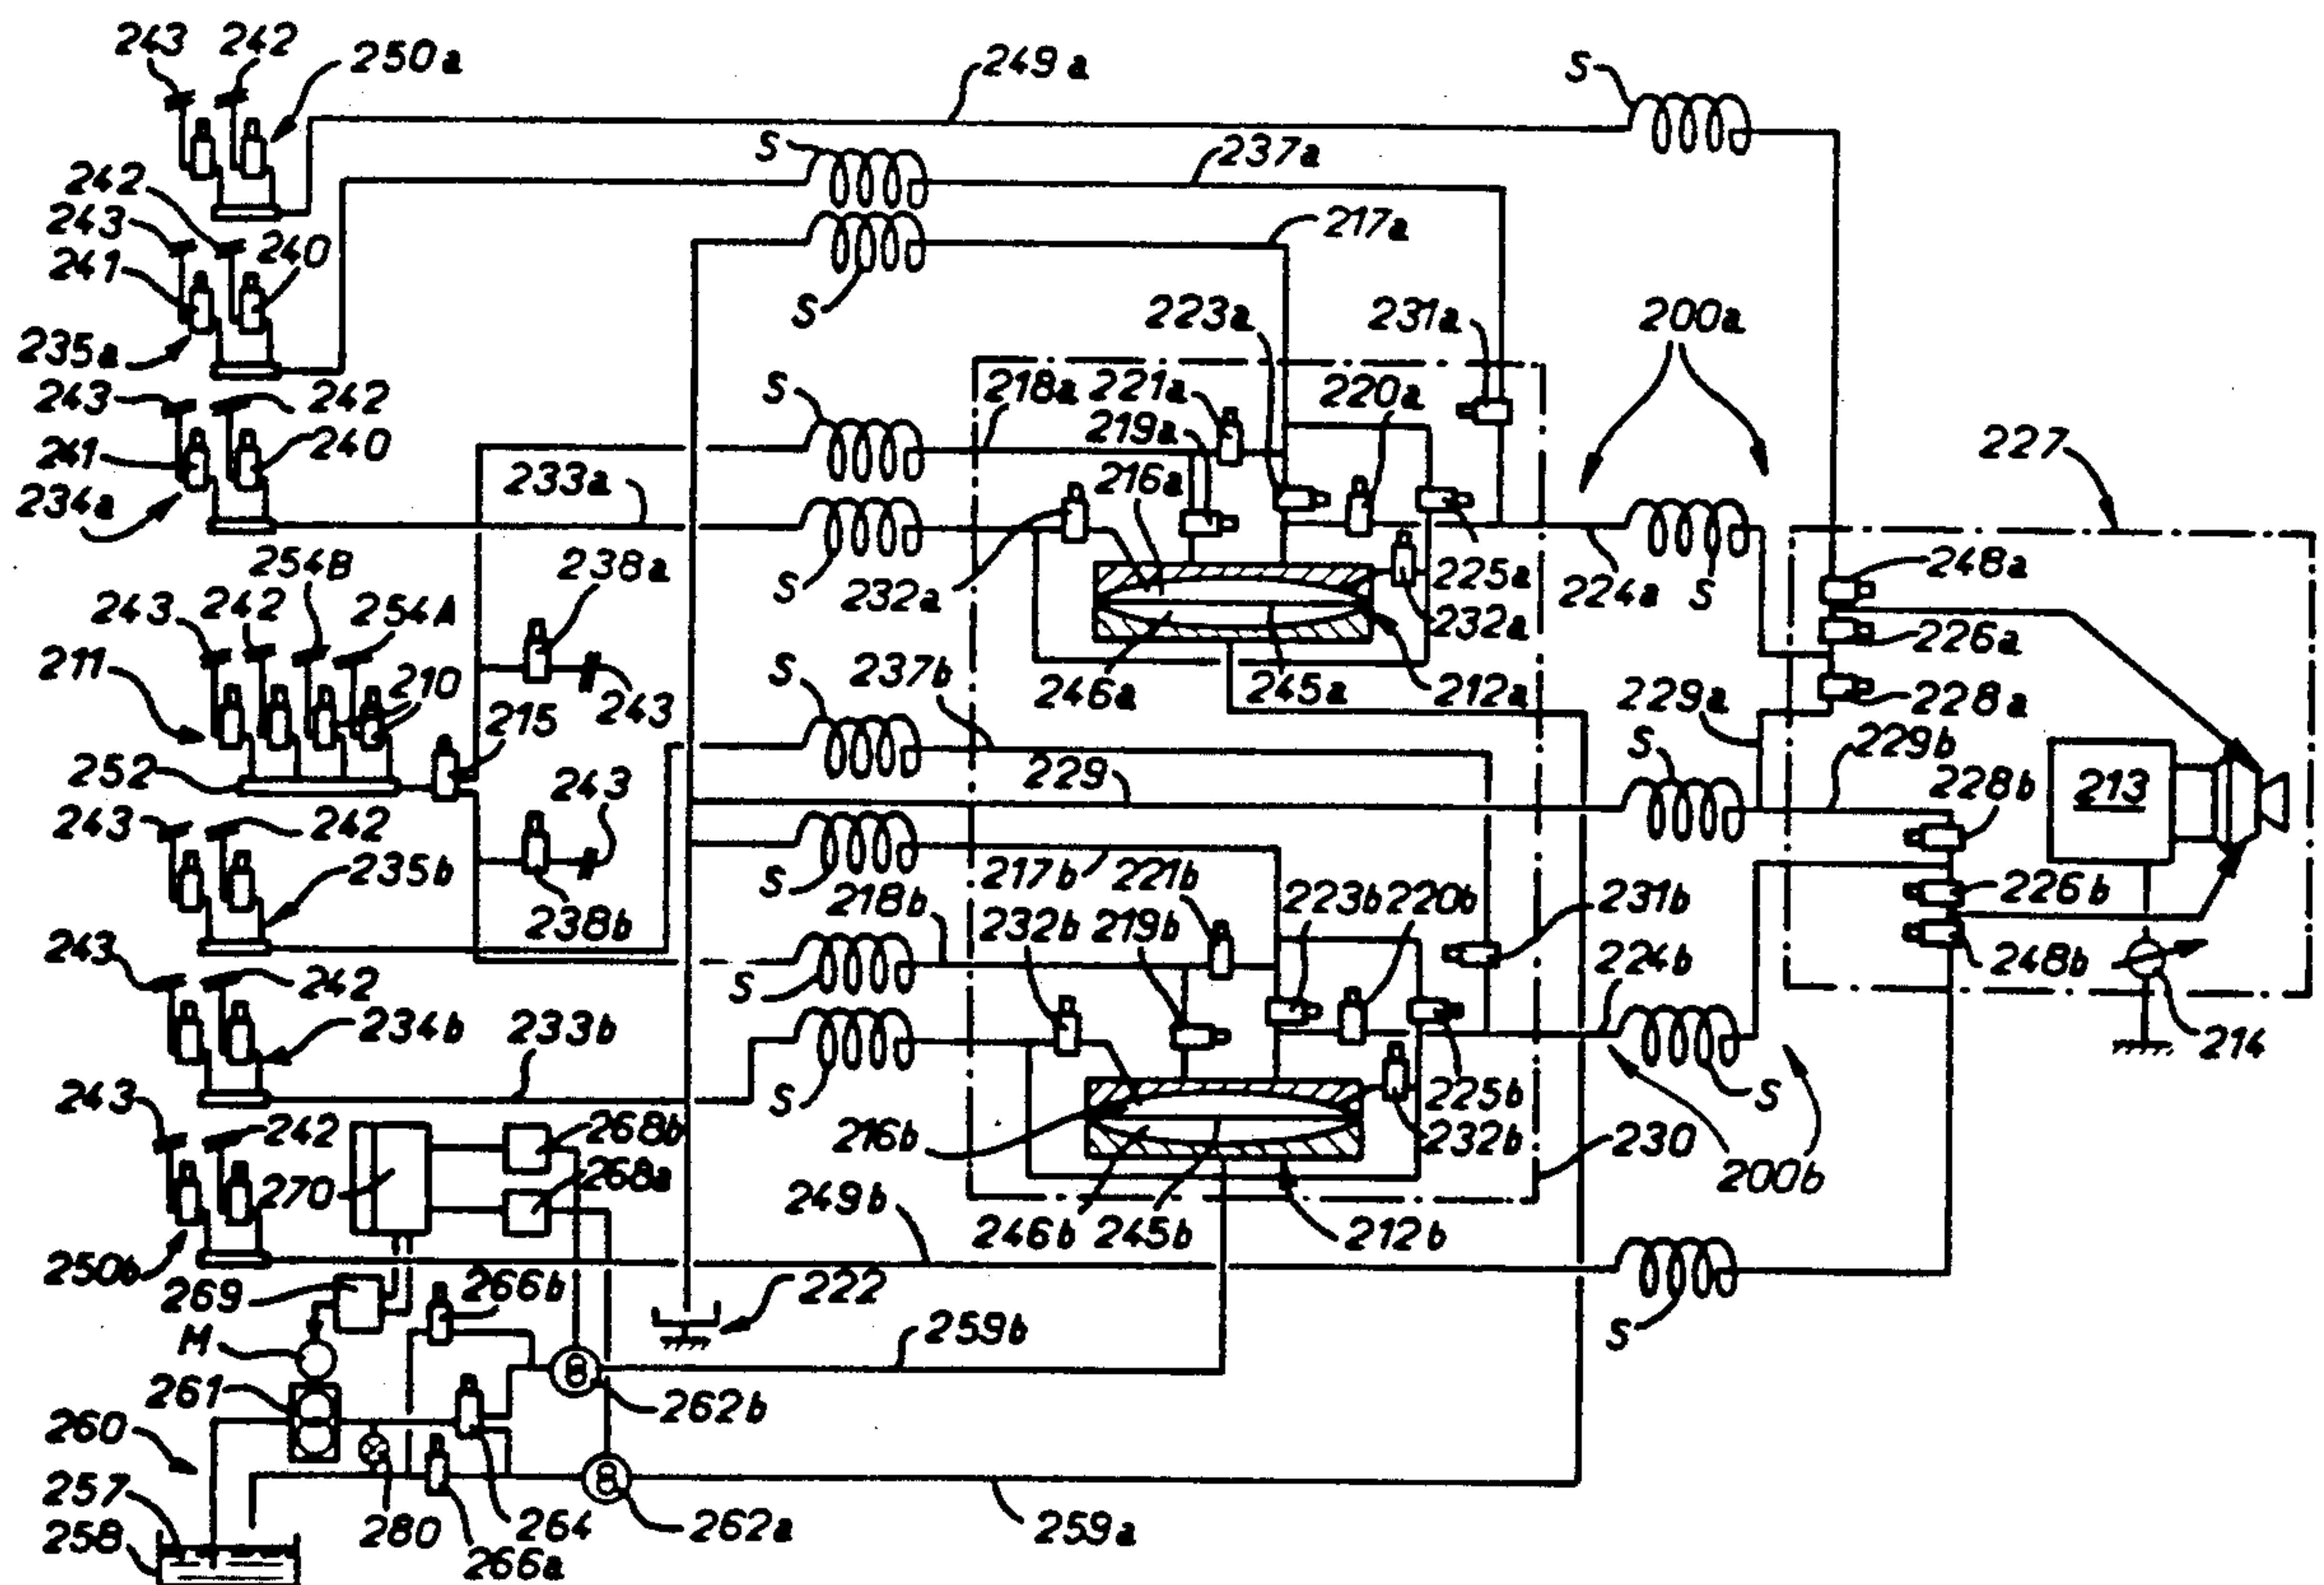 243 242 250a 249a S
S 237a
242
243 217a
241 240
S 223a 231a 200a
235a
243 242 S 218a 221a 220a
219a 227
241 240
234a 233a 216a
254B 238a 248a
243 242 254A S 232a 225a 224a S
232a 226a
211 210 237b S 246a 245a 212a 229a 228a
215 243
252 243 229 S 229b
228b 213
243 242
235b S 217b 221b
218b 223b 220b 231b 226b
238b 232b 219b
243 242 S 224b 248b
234b 233b 214
243 242 S 225b S
268b 216b 232b 230
270 268a 200b
249b 246b 245b 212b
250b
269 266b 222
M 259b S
261
260 262b
257
258 280 264 262a 259a
266a